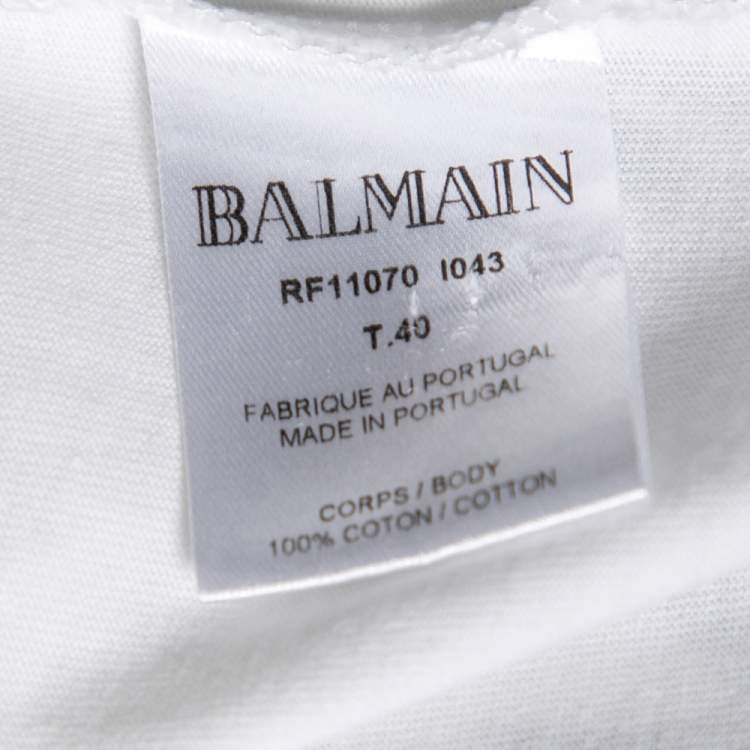 BALMAIN
RF11070 I043
T.40
FABRIQUE AU PORTUGAL
MADE IN PORTUGAL
CORPS / BODY
100% COTON / COTTON